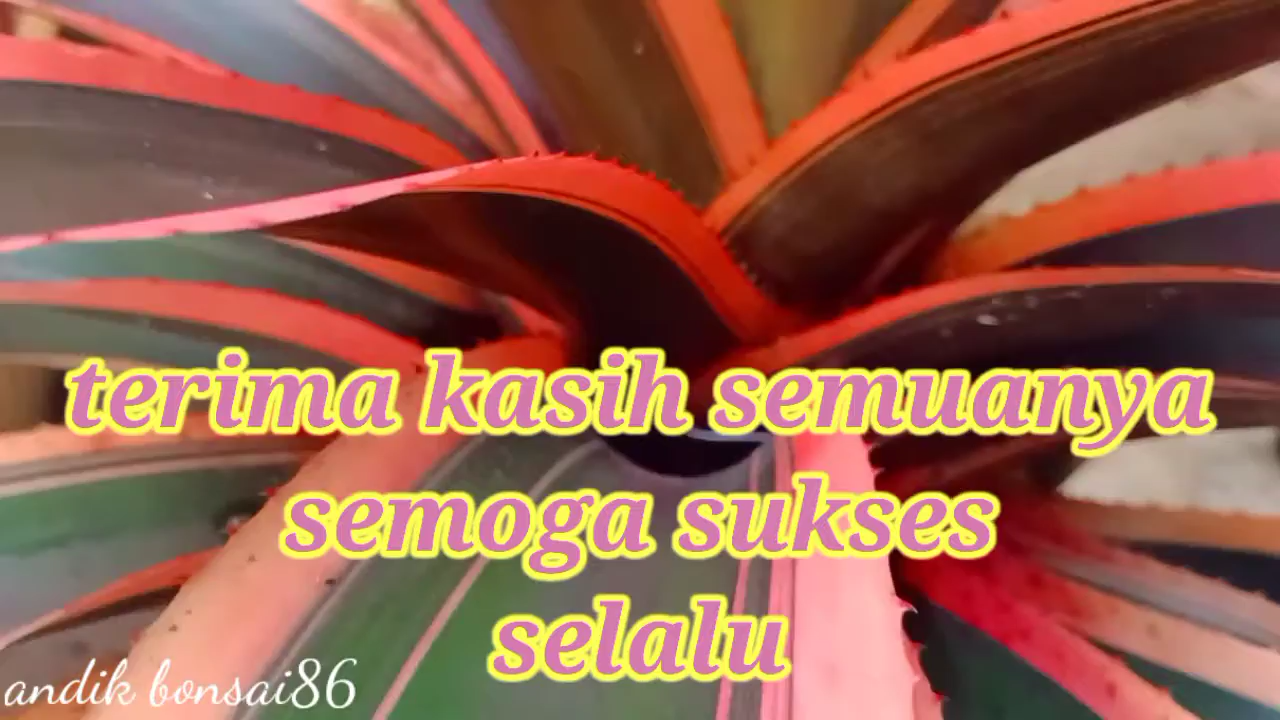 terima kasih semuanya
semoga sukses
selalu
andik bonsai86